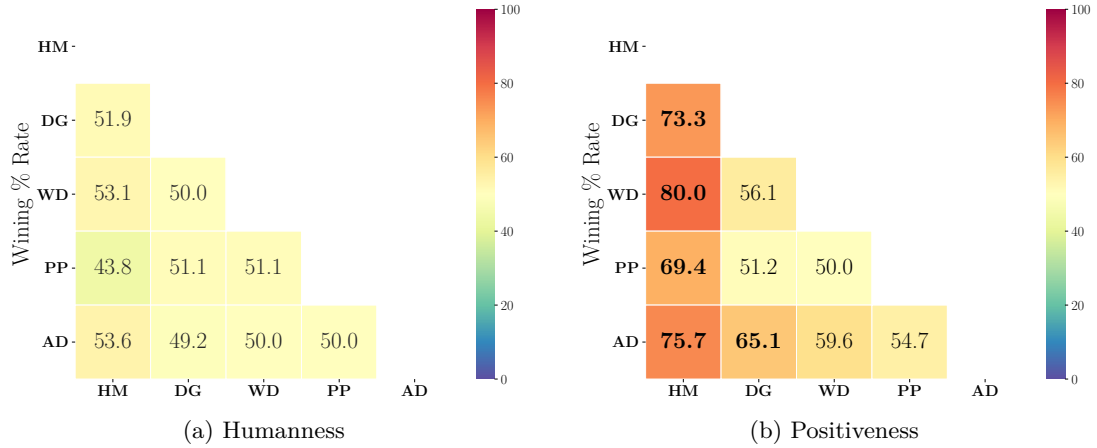 Wining % Rate
HM
DG 51.9
WD 53.1 50.0
PP 43.8 51.1 51.1
AD 53.6 49.2 50.0 50.0
HM DG WD PP AD
100
80
60
40
20
0
(a) Humanness
Wining % Rate
HM
DG 73.3
WD 80.0 56.1
PP 69.4 51.2 50.0
AD 75.7 65.1 59.6 54.7
HM DG WD PP AD
100
80
60
40
20
0
(b) Positiveness